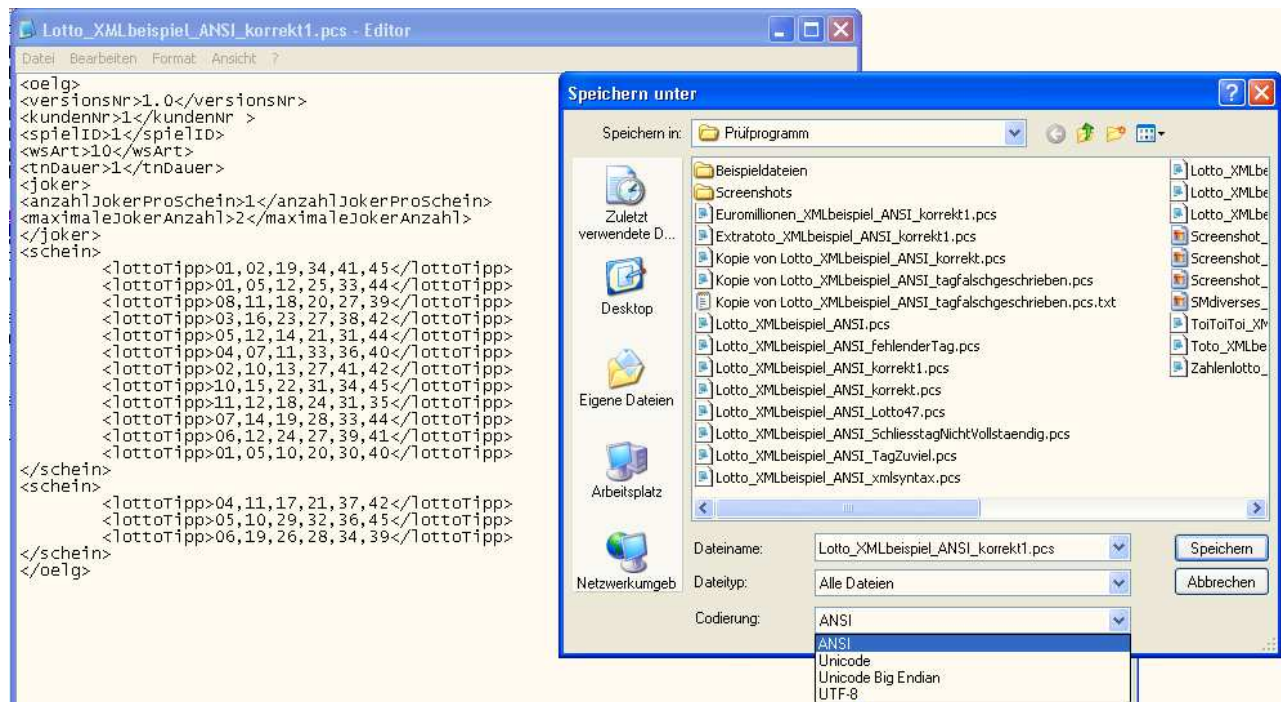 Lotto_XMLbeispiel_ANSI_korrekt1.pcs - Editor
Datei Bearbeiten Format Ansicht ?
<oelg>
<versionsNr>1.0</versionsNr>
<kundenNr>1</kundenNr >
<spielID>1</spielID>
<wsArt>10</wsArt>
<tnDauer>1</tnDauer>
<joker>
<anzahlJokerProSchein>1</anzahlJokerProSchein>
<maximaleJokerAnzahl>2</maximaleJokerAnzahl>
</joker>
<schein>
<lottoTipp>01,02,19,34,41,45</lottoTipp>
<lottoTipp>01,05,12,25,33,44</lottoTipp>
<lottoTipp>08,11,18,20,27,39</lottoTipp>
<lottoTipp>03,16,23,27,38,42</lottoTipp>
<lottoTipp>05,12,14,21,31,44</lottoTipp>
<lottoTipp>04,07,11,33,36,40</lottoTipp>
<lottoTipp>02,10,13,27,41,42</lottoTipp>
<lottoTipp>10,15,22,31,34,45</lottoTipp>
<lottoTipp>11,12,18,24,31,35</lottoTipp>
<lottoTipp>07,14,19,28,33,44</lottoTipp>
<lottoTipp>06,12,24,27,39,41</lottoTipp>
<lottoTipp>01,05,10,20,30,40</lottoTipp>
</schein>
<schein>
<lottoTipp>04,11,17,21,37,42</lottoTipp>
<lottoTipp>05,10,29,32,36,45</lottoTipp>
<lottoTipp>06,19,26,28,34,39</lottoTipp>
</schein>
</oelg>
Speichern unter
Speichern in: Prüfprogramm
Zuletzt
verwendete D...
Desktop
Eigene Dateien
Arbeitsplatz
Netzwerkumgeb
Beispieldateien
Screenshots
Euromillionen_XMLbeispiel_ANSI_korrekt1.pcs
Extratoto_XMLbeispiel_ANSI_korrekt1.pcs
Kopie von Lotto_XMLbeispiel_ANSI_korrekt.pcs
Kopie von Lotto_XMLbeispiel_ANSI_tagfalschgeschrieben.pcs
Kopie von Lotto_XMLbeispiel_ANSI_tagfalschgeschrieben.pcs.txt
Lotto_XMLbeispiel_ANSI.pcs
Lotto_XMLbeispiel_ANSI_fehlenderTag.pcs
Lotto_XMLbeispiel_ANSI_korrekt1.pcs
Lotto_XMLbeispiel_ANSI_korrekt.pcs
Lotto_XMLbeispiel_ANSI_Lotto47.pcs
Lotto_XMLbeispiel_ANSI_SchliesstagNichtVollstaendig.pcs
Lotto_XMLbeispiel_ANSI_TagZuviel.pcs
Lotto_XMLbeispiel_ANSI_xmlsyntax.pcs
Lotto_XMLbe
Lotto_XMLbe
Lotto_XMLbe
Screenshot_
Screenshot_
Screenshot_
SMdiverses_
ToiToiToi_XM
Toto_XMLbe
Zahlenlotto_
Dateiname: Lotto_XMLbeispiel_ANSI_korrekt1.pcs Speichern
Dateityp: Alle Dateien Abbrechen
Codierung: ANSI
ANSI
Unicode
Unicode Big Endian
UTF-8